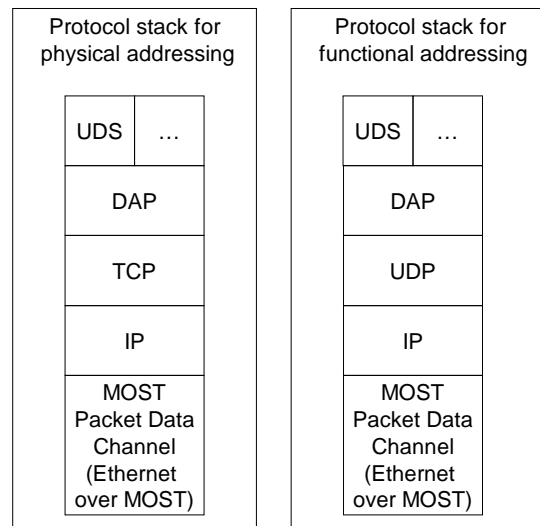 Protocol stack for
physical addressing
UDS
…
DAP
TCP
IP
MOST
Packet Data
Channel
(Ethernet
over MOST)
Protocol stack for
functional addressing
UDS
…
DAP
UDP
IP
MOST
Packet Data
Channel
(Ethernet
over MOST)